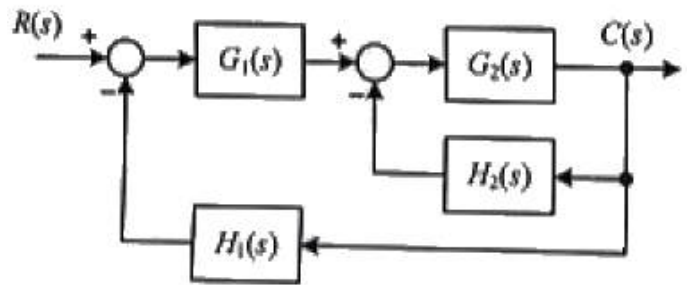 R(s) + G₁(s) + G₂(s) C(s)
− −
H₂(s)
H₁(s)